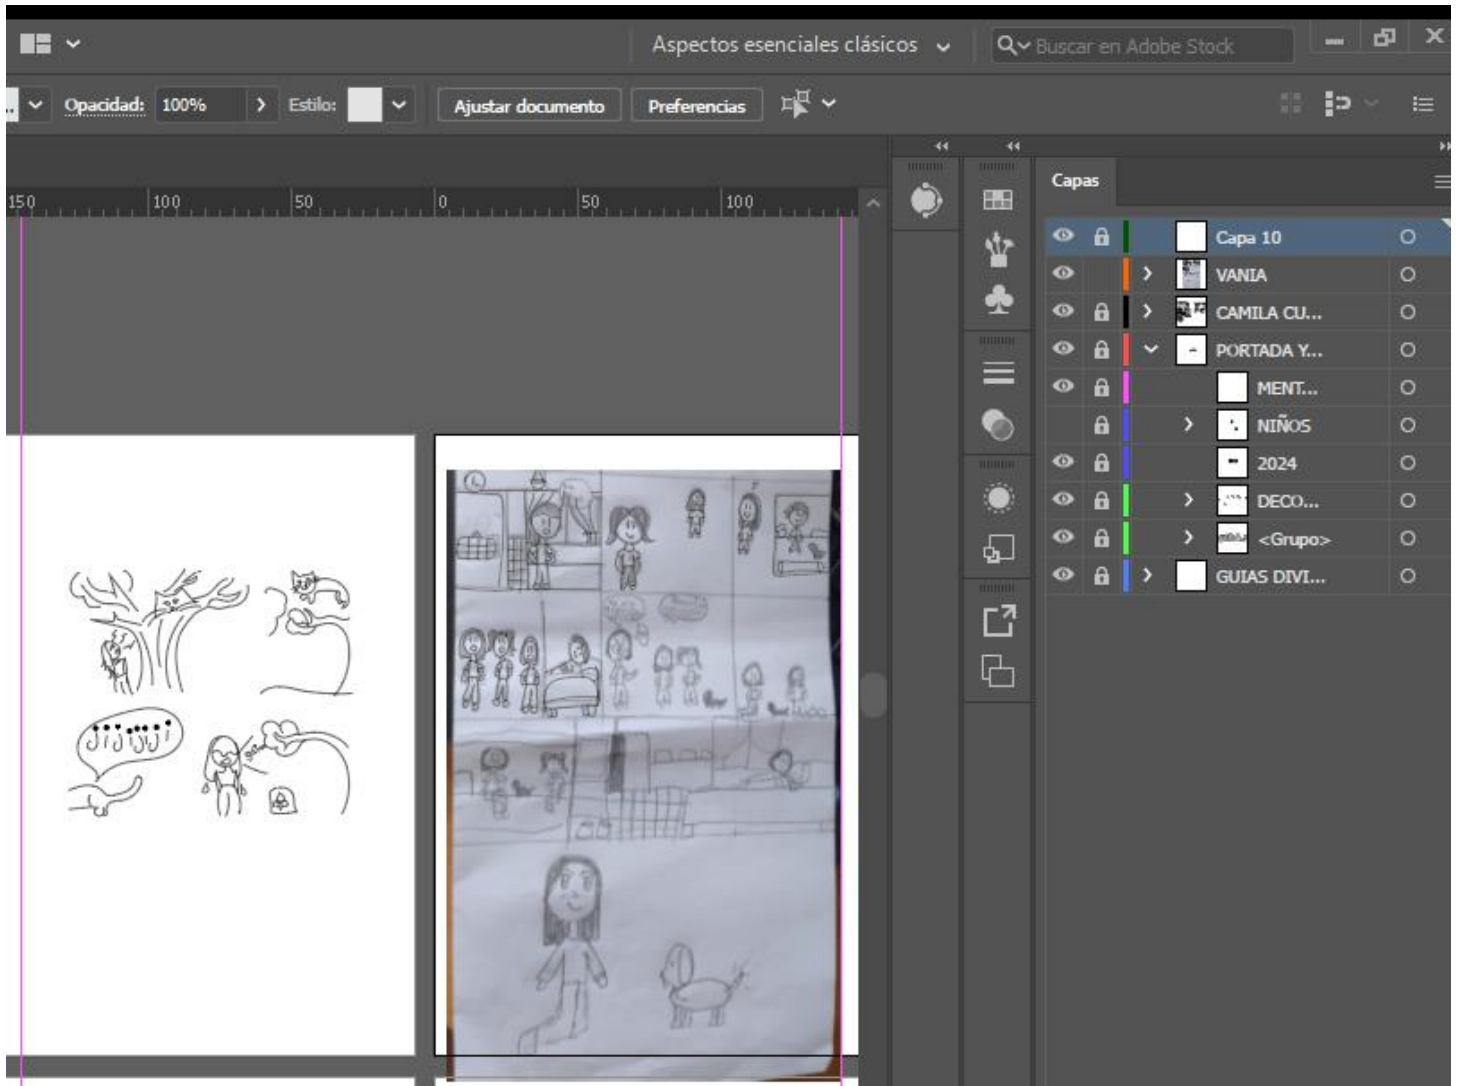 Aspectos esenciales clásicos
Buscar en Adobe Stock
Opacidad: 100% Estilo: Ajustar documento Preferencias
Capas
150 100 50 0 50 100
Capa 10
VANIA
CAMILA CU...
PORTADA Y...
MENT...
NIÑOS
2024
DECO...
<Grupo>
GUIAS DIVI...